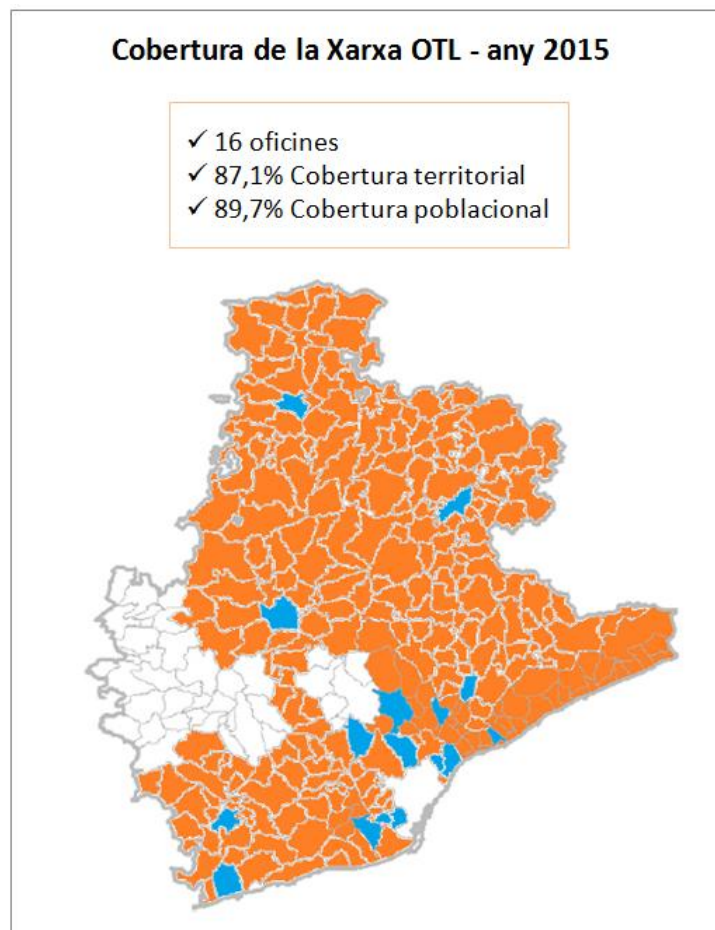 Cobertura de la Xarxa OTL - any 2015
✓ 16 oficines
✓ 87,1% Cobertura territorial
✓ 89,7% Cobertura poblacional